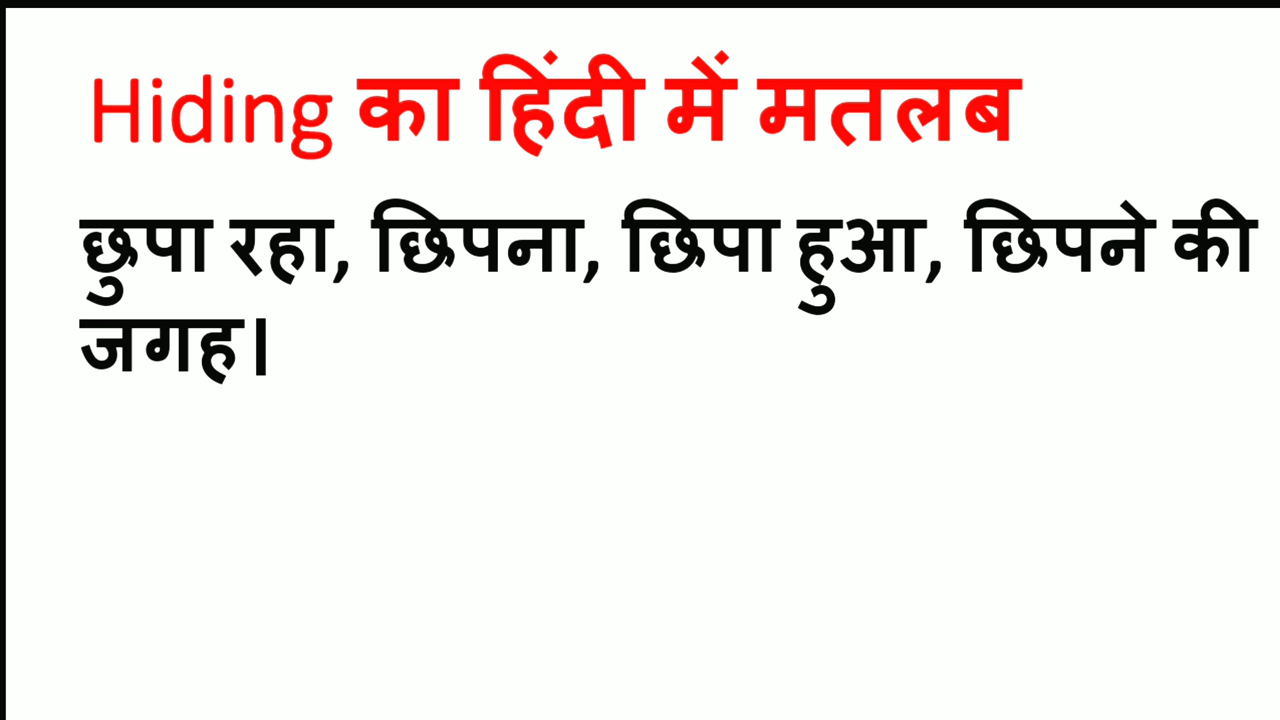 Hiding का हिंदी में मतलब
छुपा रहा, छिपना, छिपा हुआ, छिपने की
जगह।